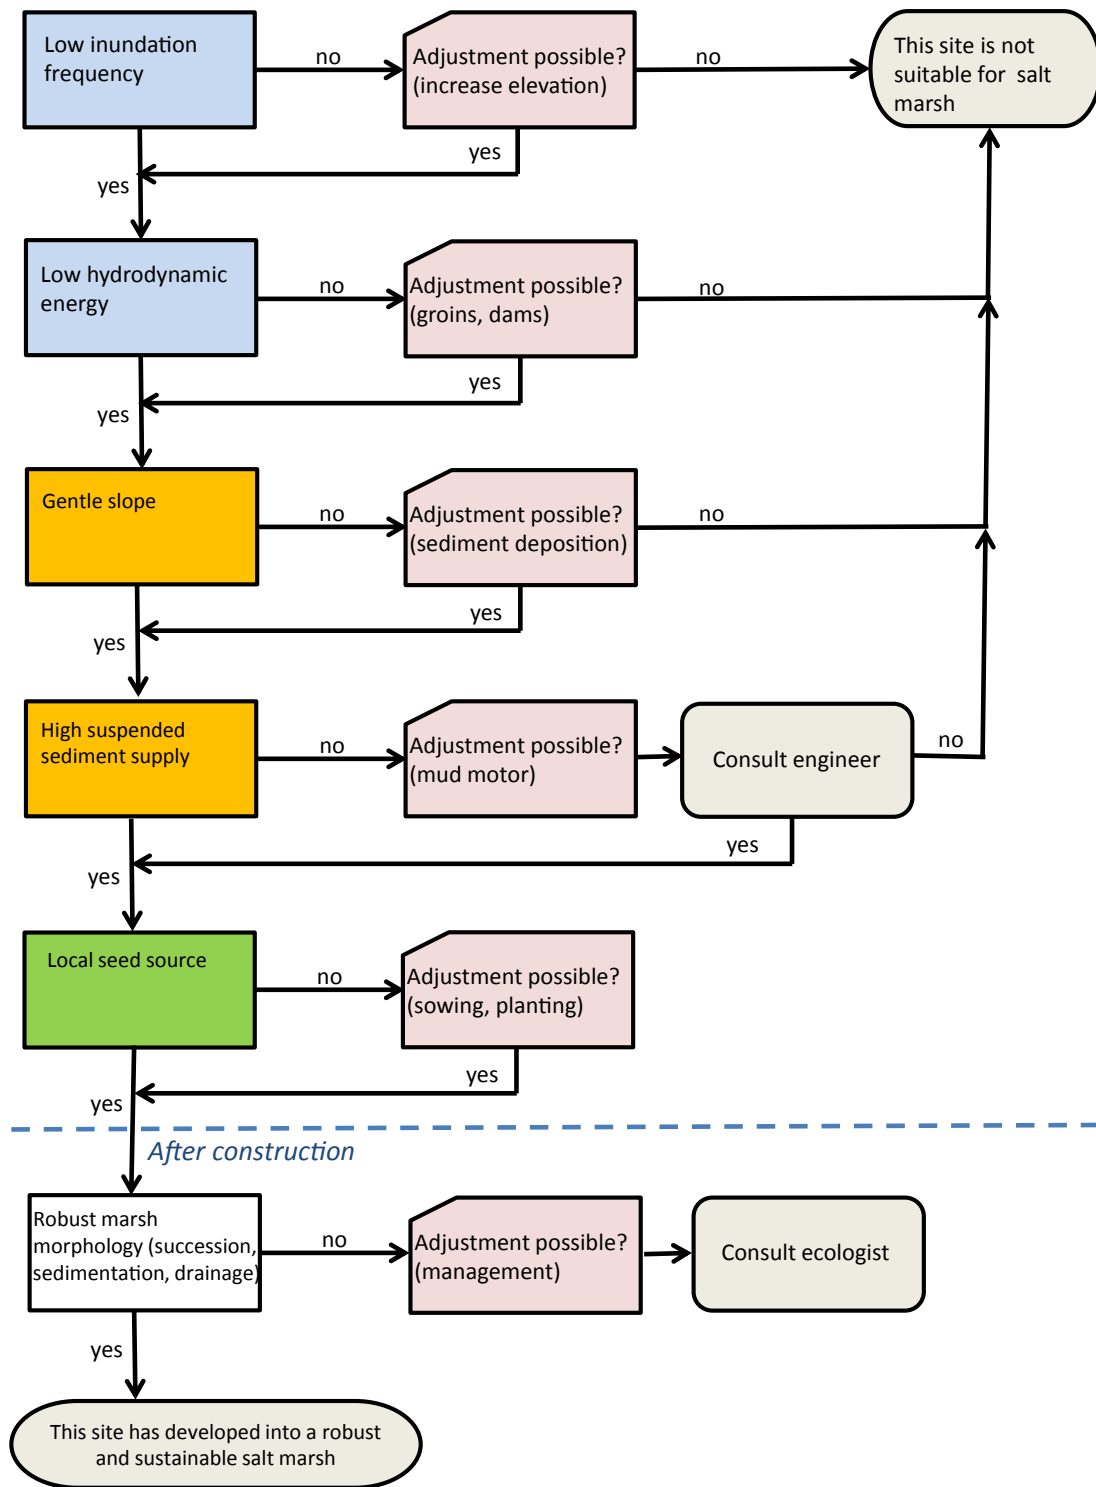 Low inundation
frequency
no
Adjustment possible?
(increase elevation)
no
This site is not
suitable for salt
marsh
yes
yes
Low hydrodynamic
energy
no
Adjustment possible?
(groins, dams)
no
yes
yes
Gentle slope
no
Adjustment possible?
(sediment deposition)
no
yes
yes
High suspended
sediment supply
no
Adjustment possible?
(mud motor)
Consult engineer
no
yes
yes
Local seed source
no
Adjustment possible?
(sowing, planting)
yes
yes
After construction
Robust marsh
morphology (succession,
sedimentation, drainage)
no
Adjustment possible?
(management)
Consult ecologist
yes
This site has developed into a robust
and sustainable salt marsh